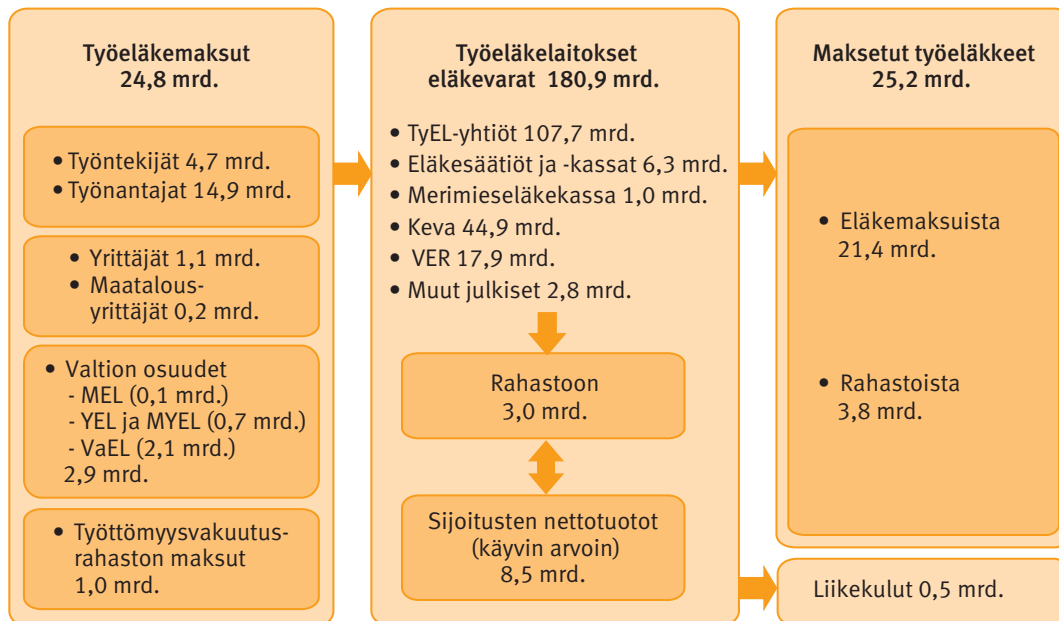 Työeläkemaksut
24,8 mrd.
• Työntekijät 4,7 mrd.
• Työnantajat 14,9 mrd.
• Yrittäjät 1,1 mrd.
• Maatalous-
yrittäjät 0,2 mrd.
• Valtion osuudet
- MEL (0,1 mrd.)
- YEL ja MYEL (0,7 mrd.)
- VaEL (2,1 mrd.)
2,9 mrd.
• Työttömyysvakuutus-
rahaston maksut
1,0 mrd.
Työeläkelaitokset
eläkevarat 180,9 mrd.
• TyEL-yhtiöt 107,7 mrd.
• Eläkesäätiöt ja -kassat 6,3 mrd.
• Merimieseläkekassa 1,0 mrd.
• Keva 44,9 mrd.
• VER 17,9 mrd.
• Muut julkiset 2,8 mrd.
Rahastoon
3,0 mrd.
Sijoitusten nettotuotot
(käyvin arvoin)
8,5 mrd.
Maksetut työeläkkeet
25,2 mrd.
• Eläkemaksuista
21,4 mrd.
• Rahastoista
3,8 mrd.
Liikekulut 0,5 mrd.